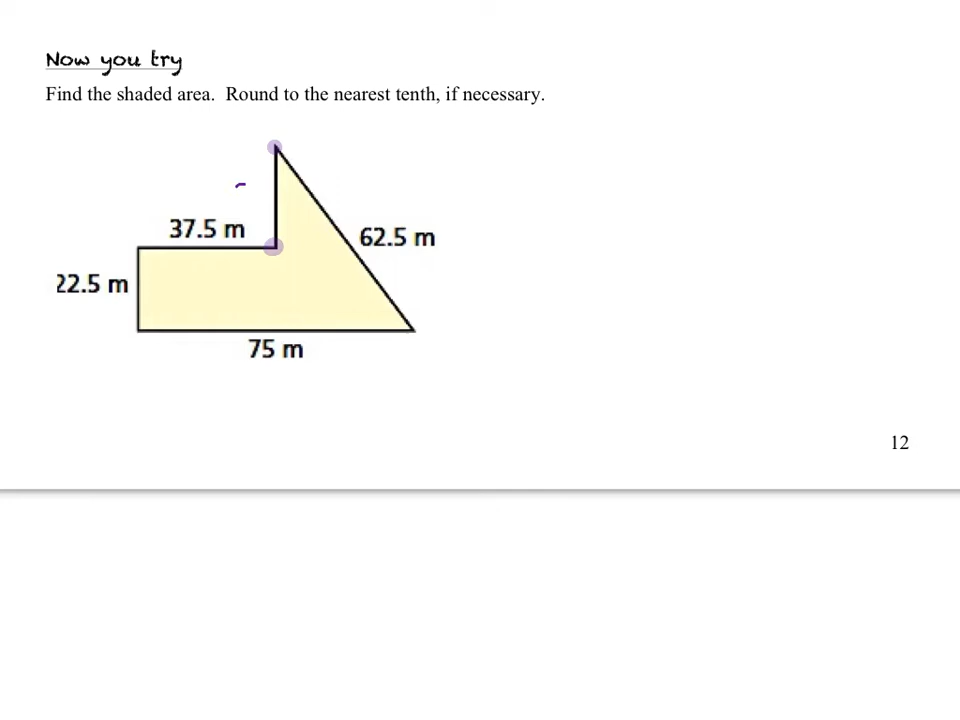 Now you try
Find the shaded area. Round to the nearest tenth, if necessary.
37.5 m
62.5 m
22.5 m
75 m
12